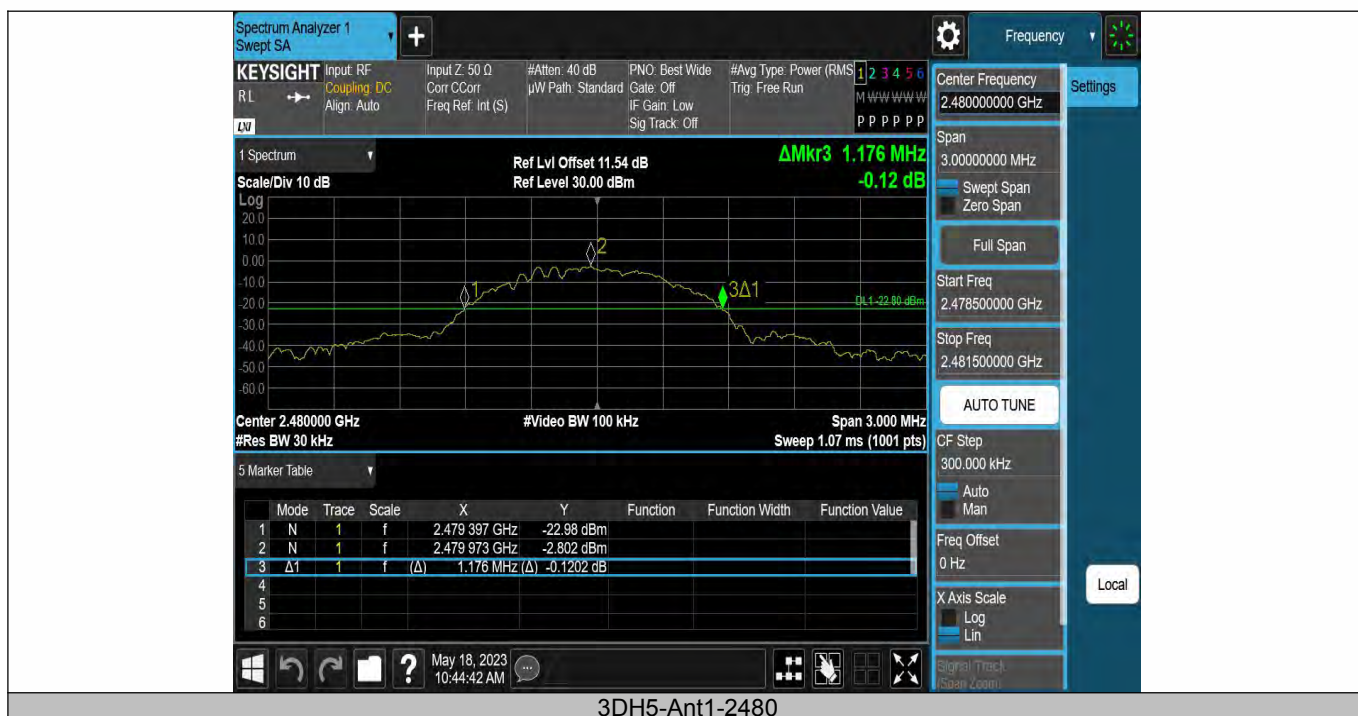 Spectrum Analyzer 1
Swept SA
Frequency
KEYSIGHT
R L
LXI
Input: RF
Coupling: DC
Align: Auto
Input Z: 50 Ω
Corr CCorr
Freq Ref: Int (S)
#Atten: 40 dB
µW Path: Standard
PNO: Best Wide
Gate: Off
IF Gain: Low
Sig Track: Off
#Avg Type: Power (RMS
Trig: Free Run
1 2 3 4 5 6
M W W W W W
P P P P P P
1 Spectrum
Scale/Div 10 dB
Ref Lvl Offset 11.54 dB
Ref Level 30.00 dBm
ΔMkr3 1.176 MHz
-0.12 dB
Log
20.0
10.0
0.00
-10.0
-20.0
-30.0
-40.0
-50.0
-60.0
1
2
3Δ1
DL1 -22.80 dBm
Center 2.480000 GHz
#Video BW 100 kHz
Span 3.000 MHz
#Res BW 30 kHz
Sweep 1.07 ms (1001 pts)
5 Marker Table
Mode Trace Scale X Y Function Function Width Function Value
1 N 1 f 2.479 397 GHz -22.98 dBm
2 N 1 f 2.479 973 GHz -2.802 dBm
3 Δ1 1 f (Δ) 1.176 MHz (Δ) -0.1202 dB
4
5
6
May 18, 2023
10:44:42 AM
Center Frequency
2.480000000 GHz
Settings
Span
3.00000000 MHz
Swept Span
Zero Span
Full Span
Start Freq
2.478500000 GHz
Stop Freq
2.481500000 GHz
AUTO TUNE
CF Step
300.000 kHz
Auto
Man
Freq Offset
0 Hz
X Axis Scale
Log
Lin
Signal Track
(Span Zoom)
Local
3DH5-Ant1-2480